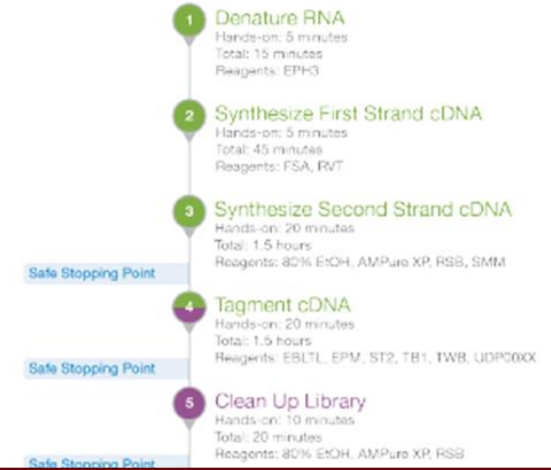 1
Denature RNA
Hands-on: 5 minutes
Total: 15 minutes
Reagents: EPH3
2
Synthesize First Strand cDNA
Hands-on: 5 minutes
Total: 45 minutes
Reagents: FSA, RVT
3
Synthesize Second Strand cDNA
Hands-on: 20 minutes
Total: 1.5 hours
Reagents: 80% EtOH, AMPure XP, RSB, SMM
Safe Stopping Point
4
Tagment cDNA
Hands-on: 20 minutes
Total: 1.5 hours
Reagents: EBLTL, EPM, ST2, TB1, TWB, UDP00XX
Safe Stopping Point
5
Clean Up Library
Hands-on: 10 minutes
Total: 20 minutes
Reagents: 80% EtOH, AMPure XP, RSB
Safe Stopping Point